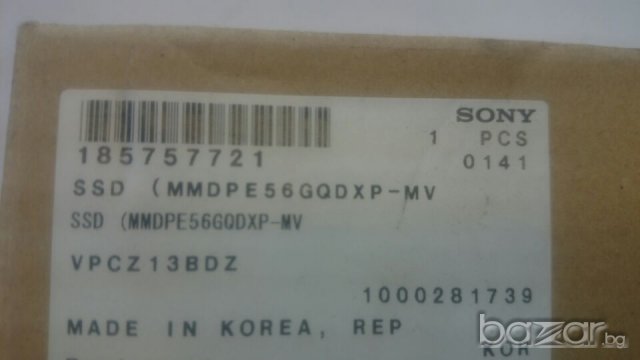 SONY
1 PCS
185757721 0141
SSD (MMDPE56GQDXP-MV
SSD (MMDPE56GQDXP-MV
VPCZ13BDZ
1000281739
MADE IN KOREA, REP
KOR
bazar.bg